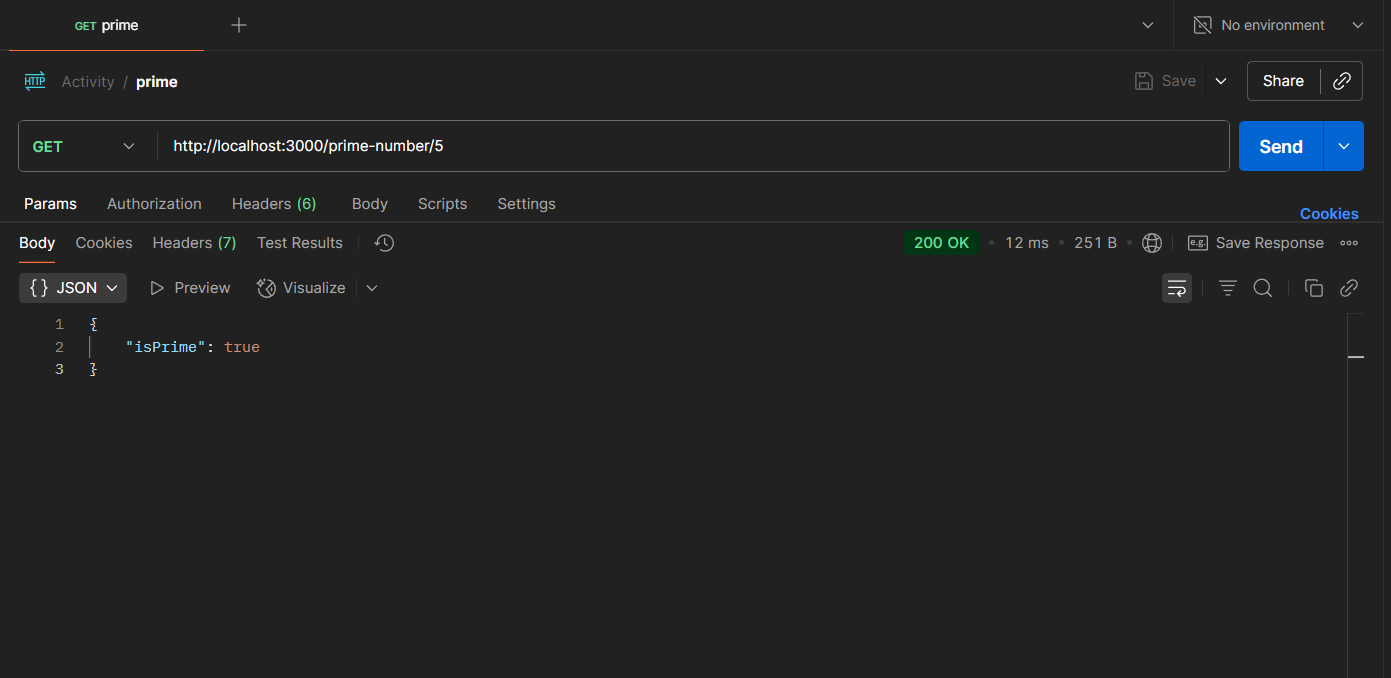 GET prime
No environment
HTTP Activity / prime
Save
Share
GET
http://localhost:3000/prime-number/5
Send
Params Authorization Headers (6) Body Scripts Settings
Cookies
Body Cookies Headers (7) Test Results
200 OK • 12 ms • 251 B •
e.g. Save Response
{} JSON Preview Visualize
1 {
2 "isPrime": true
3 }